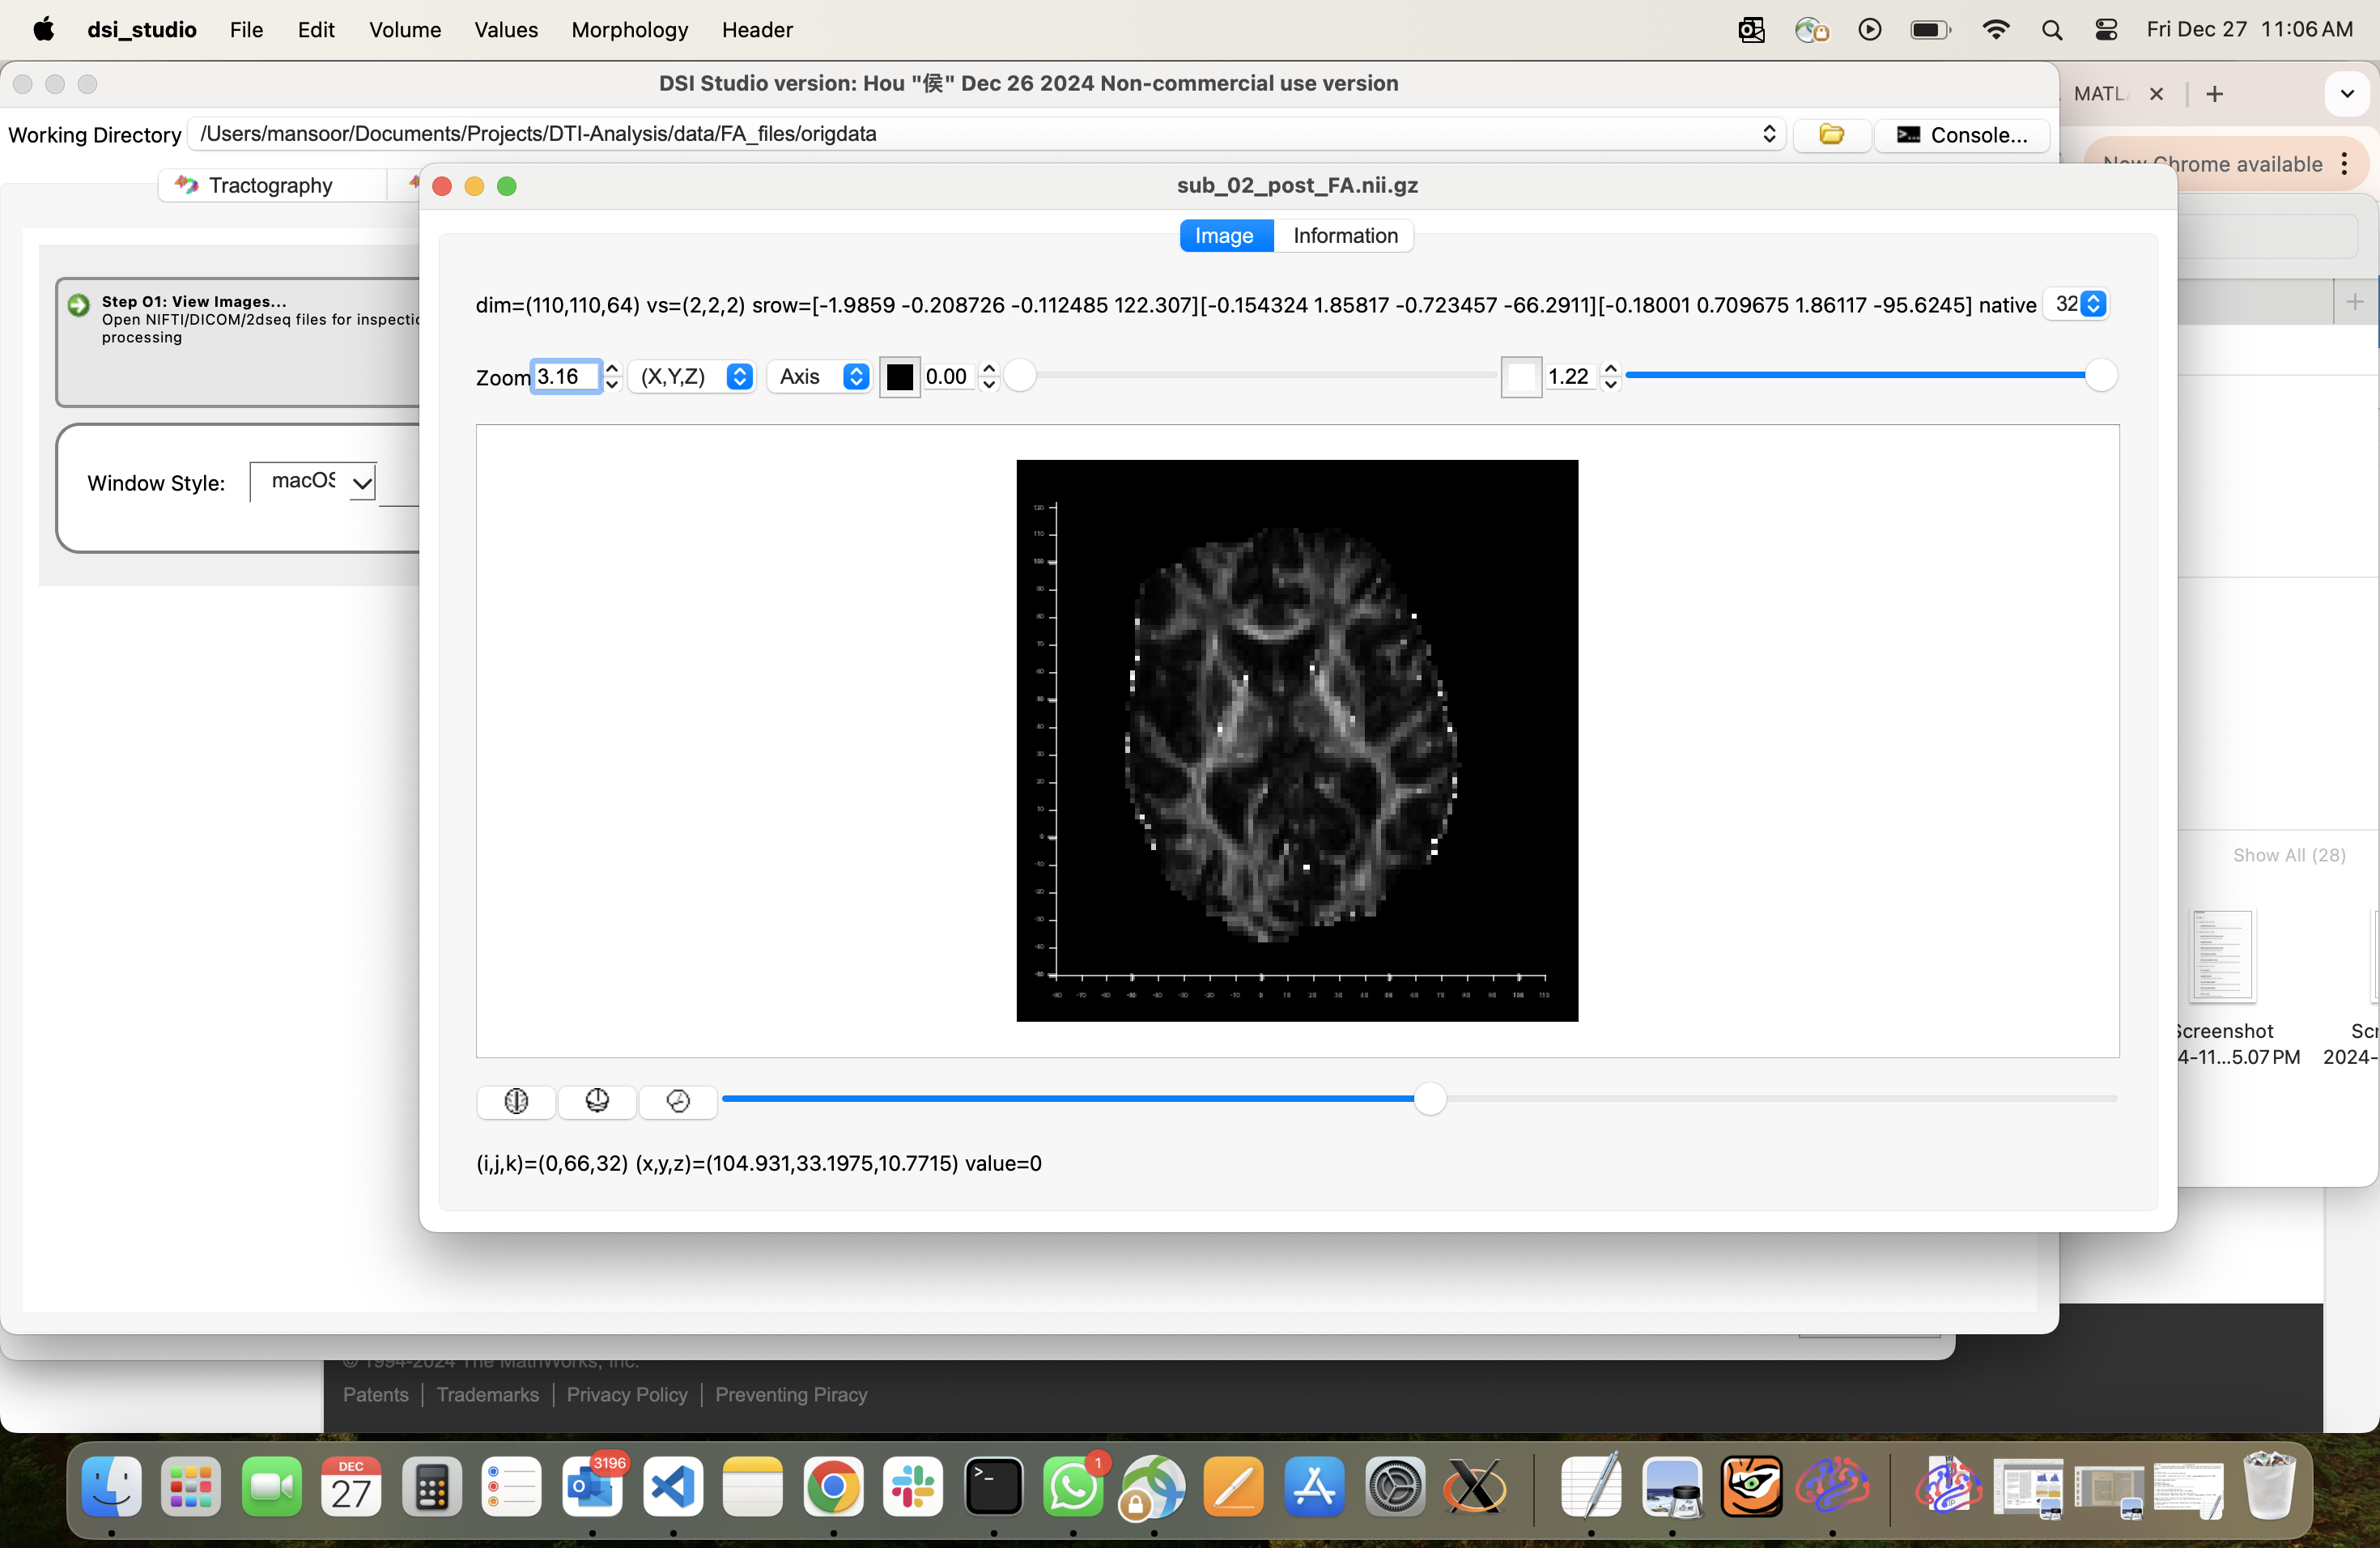 dsi_studio File Edit Volume Values Morphology Header Fri Dec 27 11:06 AM
DSI Studio version: Hou "侯" Dec 26 2024 Non-commercial use version
MATL
Working Directory /Users/mansoor/Documents/Projects/DTI-Analysis/data/FA_files/origdata Console...
New Chrome available
Tractography
sub_02_post_FA.nii.gz
Image Information
Step O1: View Images...
Open NIFTI/DICOM/2dseq files for inspectio
processing
dim=(110,110,64) vs=(2,2,2) srow=[-1.9859 -0.208726 -0.112485 122.307][-0.154324 1.85817 -0.723457 -66.2911][-0.18001 0.709675 1.86117 -95.6245] native 32
Zoom 3.16 (X,Y,Z) Axis 0.00 1.22
Window Style: macOS
Show All (28)
Screenshot
4-11...5.07 PM
Scr
2024-
(i,j,k)=(0,66,32) (x,y,z)=(104.931,33.1975,10.7715) value=0
© 1994-2024 The MathWorks, Inc.
Patents Trademarks Privacy Policy Preventing Piracy
3196
1
DEC
27